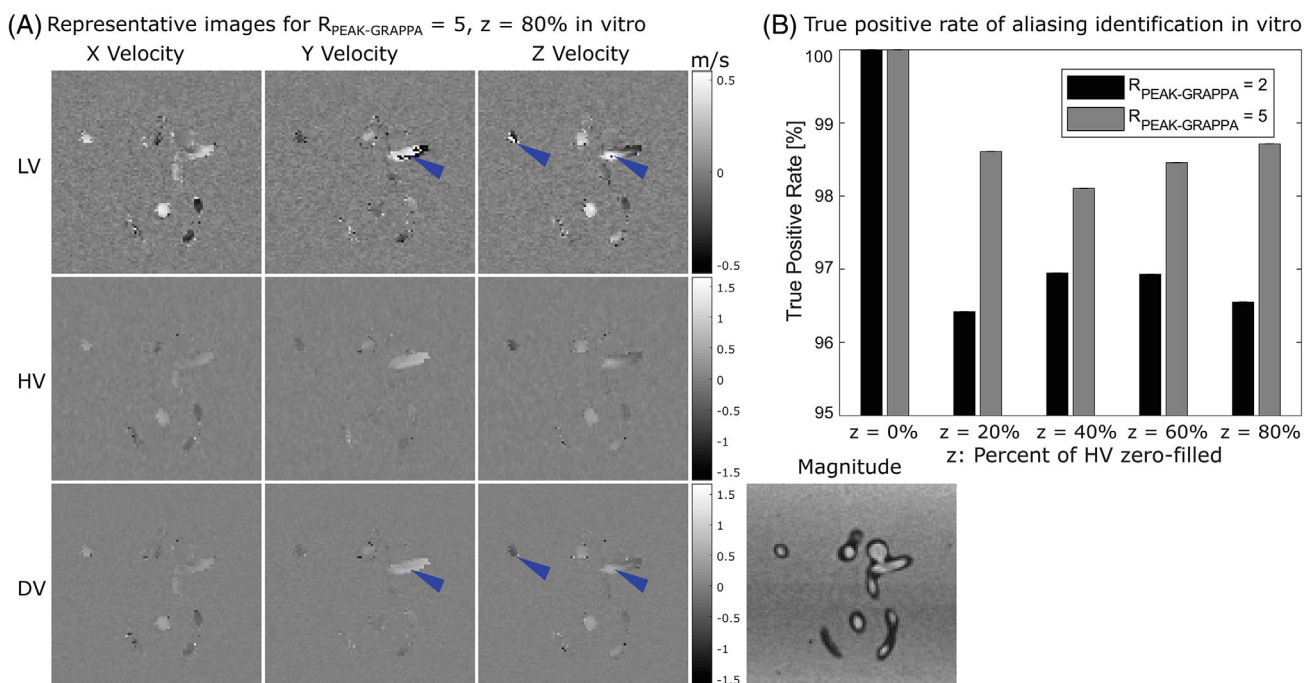 (A) Representative images for R_PEAK-GRAPPA = 5, z = 80% in vitro
X Velocity
Y Velocity
Z Velocity
m/s
LV
0.5
0
-0.5
HV
1.5
1
0.5
0
-0.5
-1
-1.5
DV
1.5
1
0.5
0
-0.5
-1
-1.5
(B) True positive rate of aliasing identification in vitro
True Positive Rate [%]
100
99
98
97
96
95
R_PEAK-GRAPPA = 2
R_PEAK-GRAPPA = 5
z = 0%
z = 20%
z = 40%
z = 60%
z = 80%
z: Percent of HV zero-filled
Magnitude